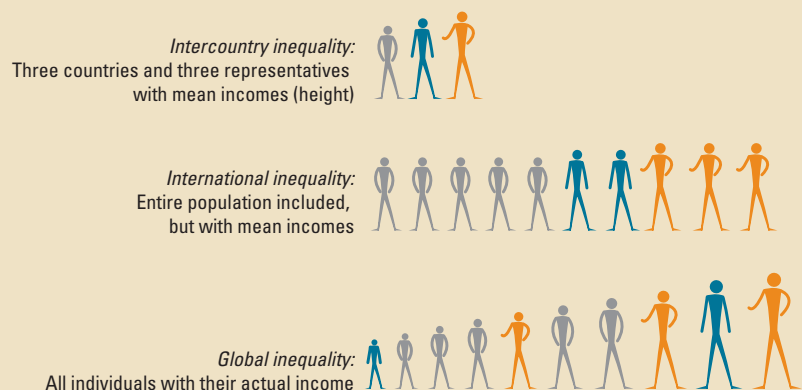 Intercountry inequality:
Three countries and three representatives
with mean incomes (height)
International inequality:
Entire population included,
but with mean incomes
Global inequality:
All individuals with their actual income